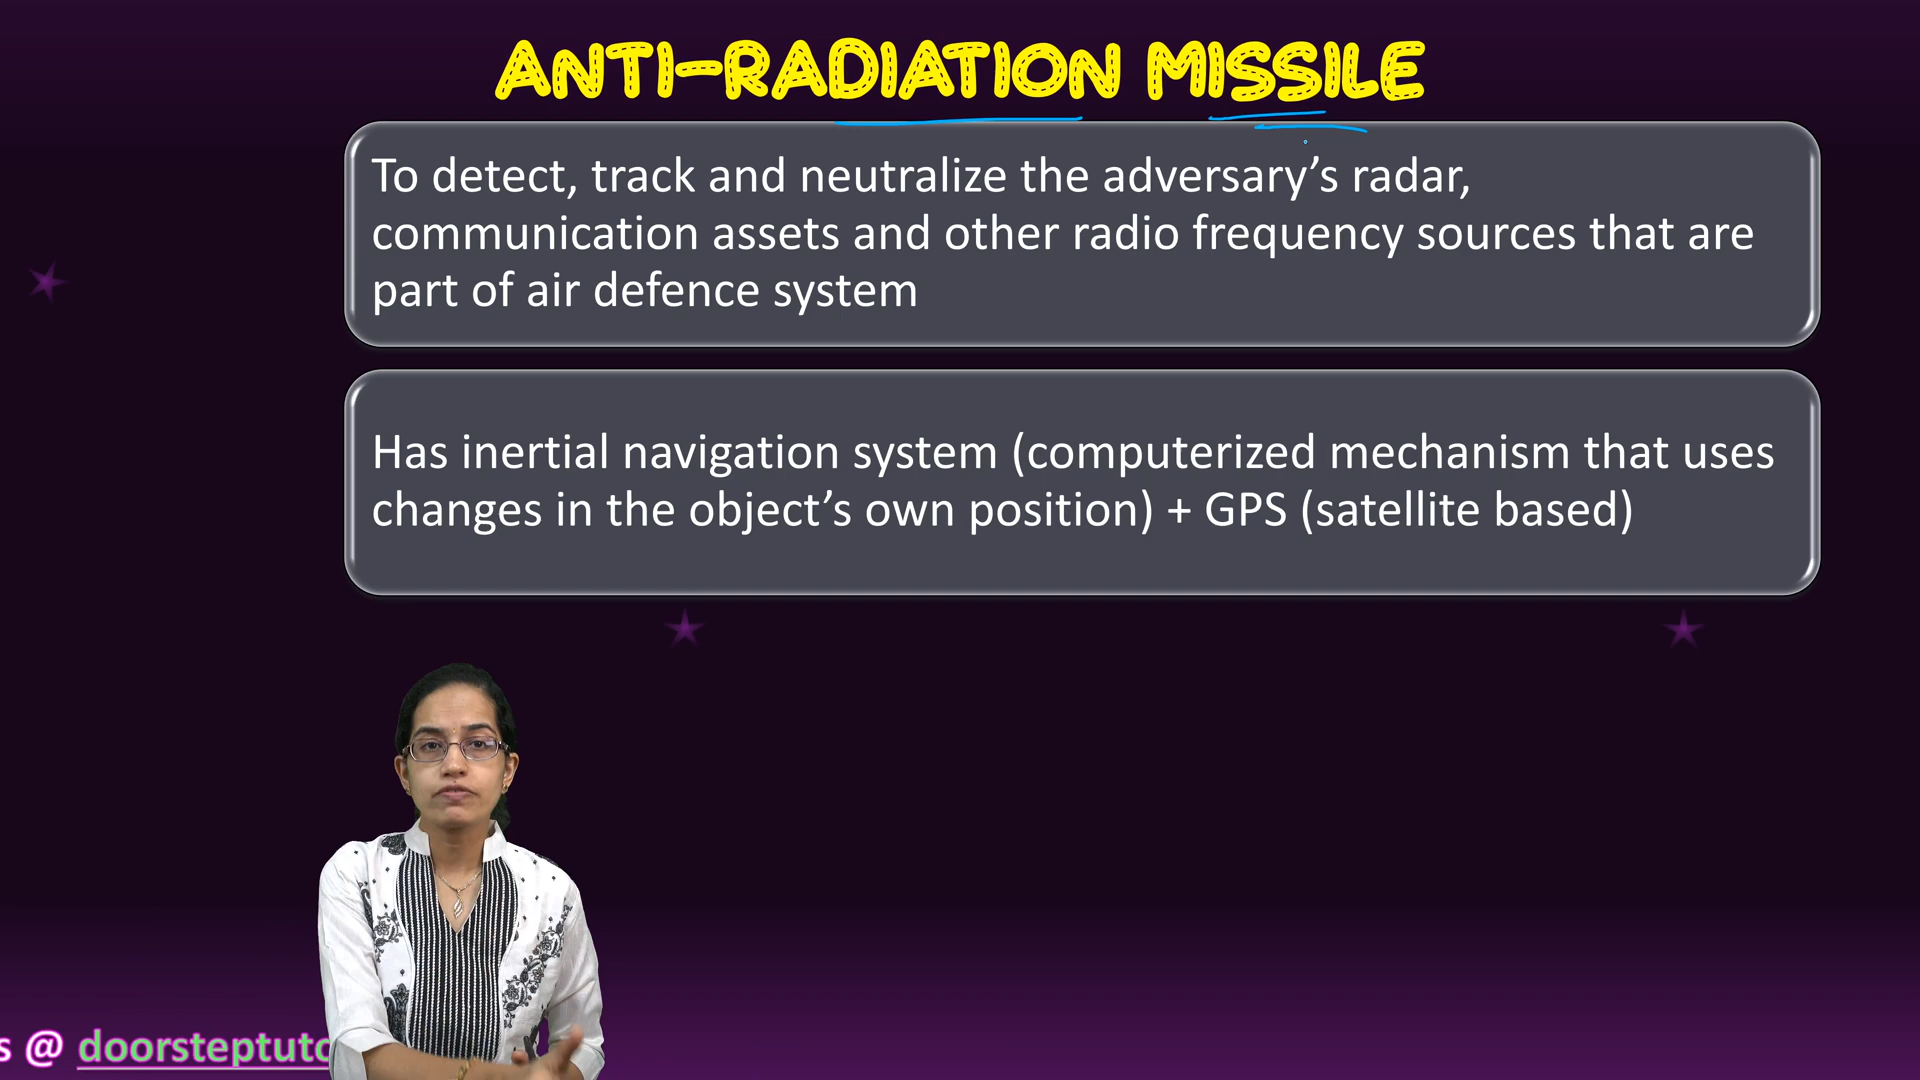 ANTI-RADIATION MISSILE
To detect, track and neutralize the adversary’s radar,
communication assets and other radio frequency sources that are
part of air defence system
Has inertial navigation system (computerized mechanism that uses
changes in the object’s own position) + GPS (satellite based)
s @ doorsteptuto